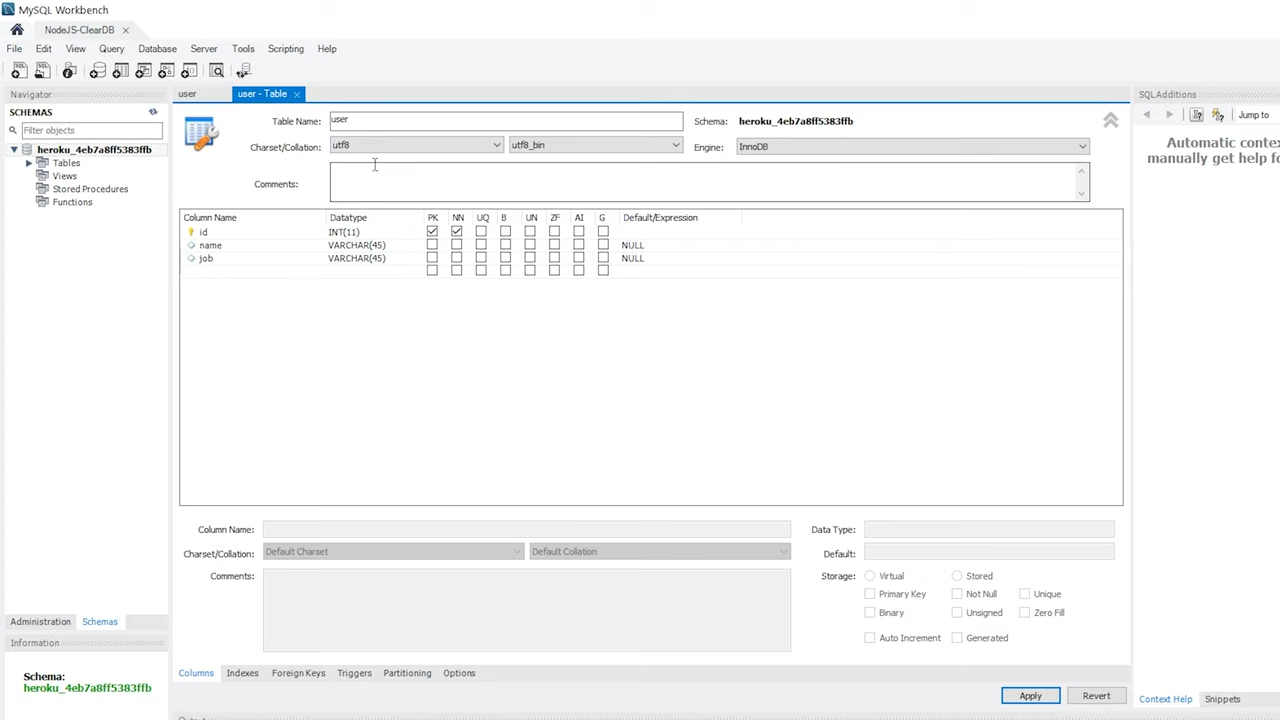 MySQL Workbench
NodeJS-ClearDB
File Edit View Query Database Server Tools Scripting Help
Navigator
SCHEMAS
Filter objects
heroku_4eb7a8ff5383ffb
Tables
Views
Stored Procedures
Functions
Administration Schemas
Information
Schema:
heroku_4eb7a8ff5383ffb
user user - Table
Table Name: user Schema: heroku_4eb7a8ff5383ffb
Charset/Collation: utf8 utf8_bin Engine: InnoDB
Comments:
Column Name Datatype PK NN UQ B UN ZF AI G Default/Expression
id INT(11)
name VARCHAR(45) NULL
job VARCHAR(45) NULL
Column Name: Data Type:
Charset/Collation: Default Charset Default Collation Default:
Comments: Storage: Virtual Stored
Primary Key Not Null Unique
Binary Unsigned Zero Fill
Auto Increment Generated
Columns Indexes Foreign Keys Triggers Partitioning Options
Apply Revert
SQLAdditions
Jump to
Automatic
manually get help
Context Help Snippets